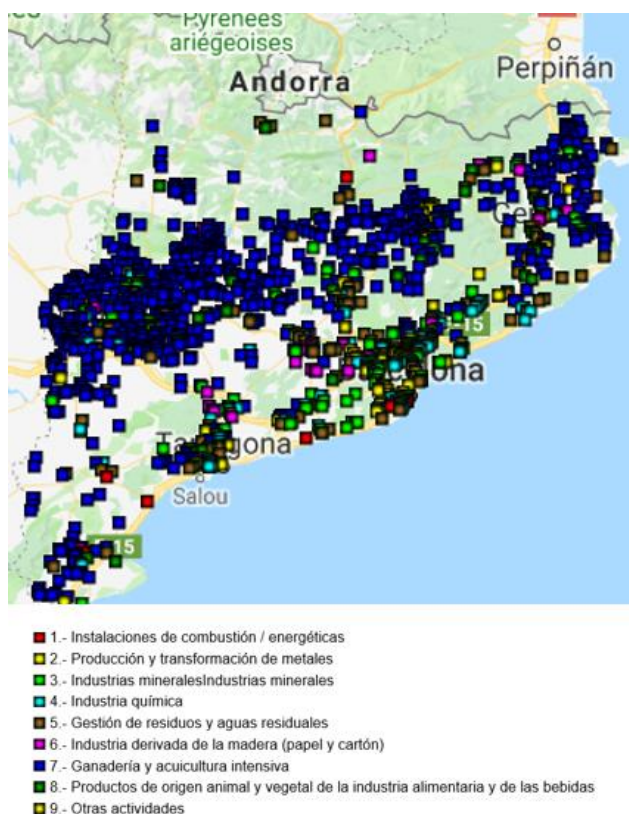 Pyrénées
ariégeoises
Andorra
Perpiñán
15
ona
Tarragona
Salou
15
1.- Instalaciones de combustión / energéticas
2.- Producción y transformación de metales
3.- Industrias mineralesIndustrias minerales
4.- Industria química
5.- Gestión de residuos y aguas residuales
6.- Industria derivada de la madera (papel y cartón)
7.- Ganadería y acuicultura intensiva
8.- Productos de origen animal y vegetal de la industria alimentaria y de las bebidas
9.- Otras actividades